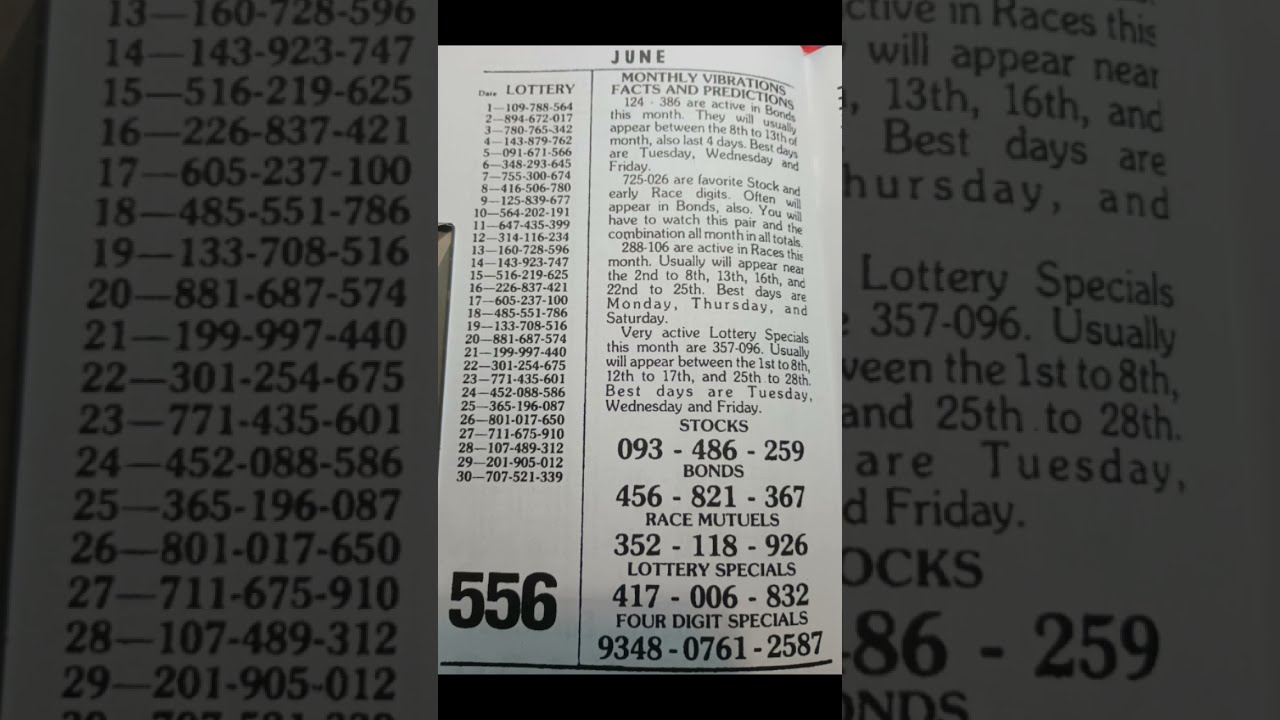 JUNE
Date LOTTERY
1—109-788-564
2—894-672-017
3—780-765-342
4—143-879-762
5—091-671-566
6—348-293-645
7—755-300-674
8—416-506-780
9—125-839-677
10—564-202-191
11—647-435-399
12—314-116-234
13—160-728-596
14—143-923-747
15—516-219-625
16—226-837-421
17—605-237-100
18—485-551-786
19—133-708-516
20—881-687-574
21—199-997-440
22—301-254-675
23—771-435-601
24—452-088-586
25—365-196-087
26—801-017-650
27—711-675-910
28—107-489-312
29—201-905-012
30—707-521-339
556
MONTHLY VIBRATIONS
FACTS AND PREDICTIONS
124 - 386 are active in Bonds
this month. They will usually
appear between the 8th to 13th of
month, also last 4 days. Best days
are Tuesday, Wednesday and
Friday.
725-026 are favorite Stock and
early Race digits. Often will
appear in Bonds, also. You will
have to watch this pair and the
combination all month in all totals.
288-106 are active in Races this
month. Usually will appear near
the 2nd to 8th, 13th, 16th, and
22nd to 25th. Best days are
Monday, Thursday, and
Saturday.
Very active Lottery Specials
this month are 357-096. Usually
will appear between the 1st to 8th,
12th to 17th, and 25th to 28th.
Best days are Tuesday,
Wednesday and Friday.
STOCKS
093 - 486 - 259
BONDS
456 - 821 - 367
RACE MUTUELS
352 - 118 - 926
LOTTERY SPECIALS
417 - 006 - 832
FOUR DIGIT SPECIALS
9348 - 0761 - 2587